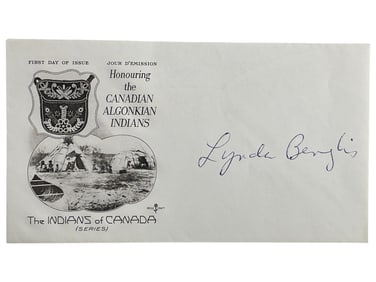 FIRST DAY OF ISSUE JOUR D'EMISSION
Honouring
the
CANADIAN
ALGONKIAN
INDIANS
Lynda Benglis
The INDIANS of CANADA
(SERIES)